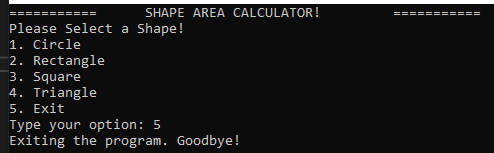 ===========      SHAPE AREA CALCULATOR!         ===========
Please Select a Shape!
1. Circle
2. Rectangle
3. Square
4. Triangle
5. Exit
Type your option: 5
Exiting the program. Goodbye!